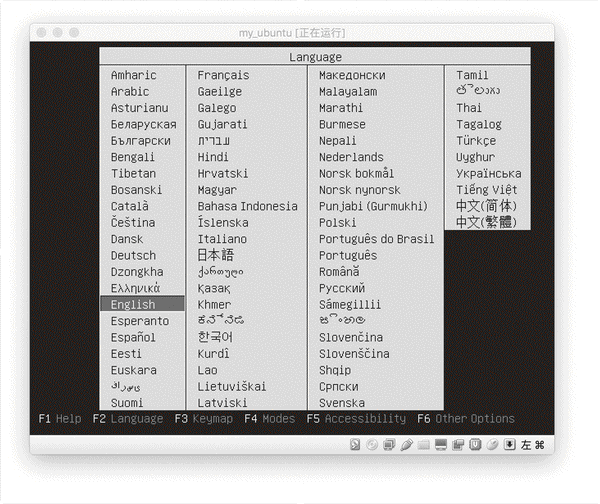 my_ubuntu [正在运行]
Language
Amharic
Arabic
Asturianu
Беларуская
Български
Bengali
Tibetan
Bosanski
Català
Čeština
Dansk
Deutsch
Dzongkha
Ελληνικά
English
Esperanto
Español
Eesti
Euskara
فارسی
Suomi
Français
Gaeilge
Galego
Gujarati
עברית
Hindi
Hrvatski
Magyar
Bahasa Indonesia
Íslenska
Italiano
日本語
ქართული
Қазақ
Khmer
ಕನ್ನಡ
한국어
Kurdî
Lao
Lietuviškai
Latviski
Македонски
Malayalam
Marathi
Burmese
Nepali
Nederlands
Norsk bokmål
Norsk nynorsk
Punjabi (Gurmukhi)
Polski
Português do Brasil
Português
Română
Русский
Sámegillii
සිංහල
Slovenčina
Slovenščina
Shqip
Српски
Svenska
Tamil
తెలుగు
Thai
Tagalog
Türkçe
Uyghur
Українська
Tiếng Việt
中文(简体)
中文(繁體)
F1 Help F2 Language F3 Keymap F4 Modes F5 Accessibility F6 Other Options
左 ⌘